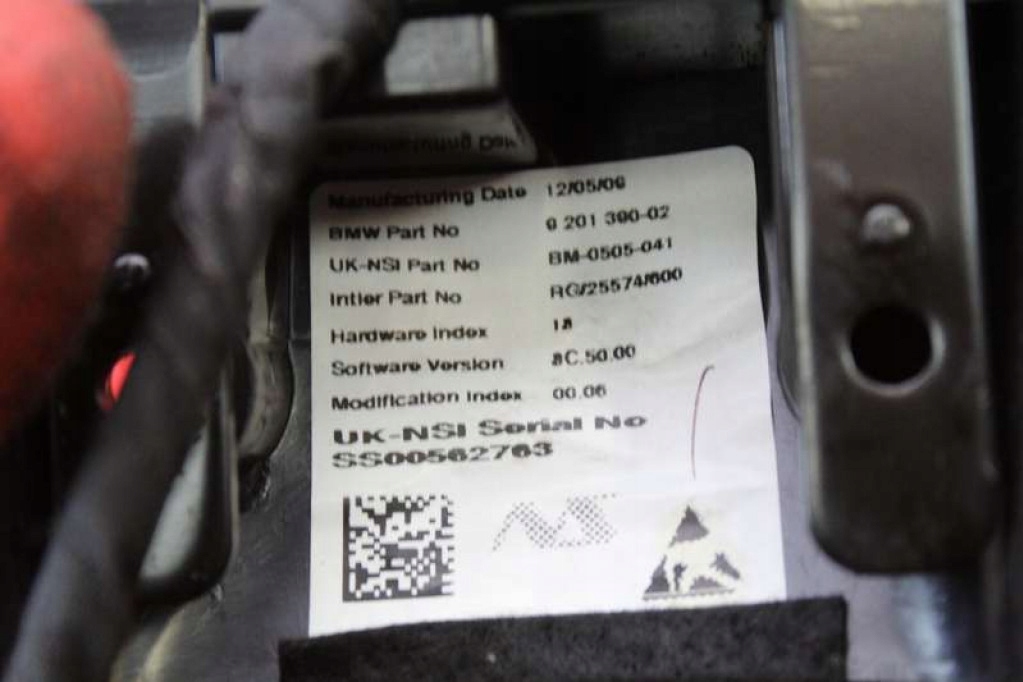 Manufacturing Date 12/05/06
BMW Part No 9 201 390-02
UK-NSI Part No BM-0505-041
Intier Part No RG/25574/600
Hardware Index 18
Software Version 8C.50.00
Modification Index 00.06
UK-NSI Serial No
SS00562763